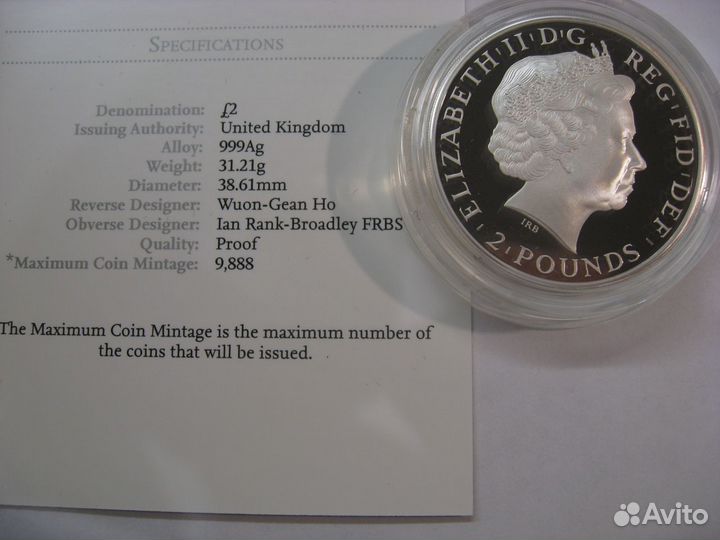 SPECIFICATIONS
Denomination: £2
Issuing Authority: United Kingdom
Alloy: 999Ag
Weight: 31.21g
Diameter: 38.61mm
Reverse Designer: Wuon-Gean Ho
Obverse Designer: Ian Rank-Broadley FRBS
Quality: Proof
*Maximum Coin Mintage: 9,888
The Maximum Coin Mintage is the maximum number of
the coins that will be issued.
ELIZABETH·II·D·G
REG·FID·DEF·
·2·POUNDS·
IRB
Avito